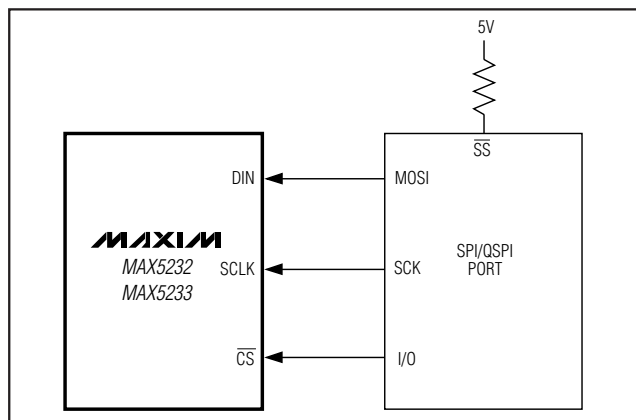 5V
SS
DIN
MOSI
MAXIM
MAX5232
MAX5233
SCLK
SCK
SPI/QSPI
PORT
CS
I/O